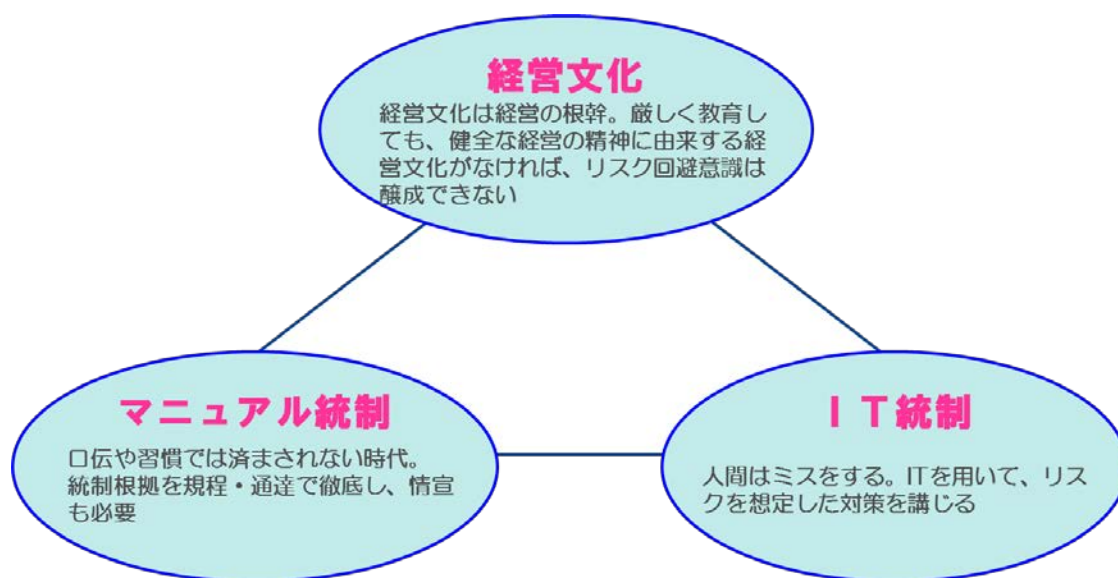 経営文化
経営文化は経営の根幹。厳しく教育し
ても、健全な経営の精神に由来する経
営文化がなければ、リスク回避意識は
醸成できない
マニュアル統制
口伝や習慣では済まされない時代。
統制根拠を規程・通達で徹底し、情宣
も必要
ＩＴ統制
人間はミスをする。ITを用いて、リス
クを想定した対策を講じる